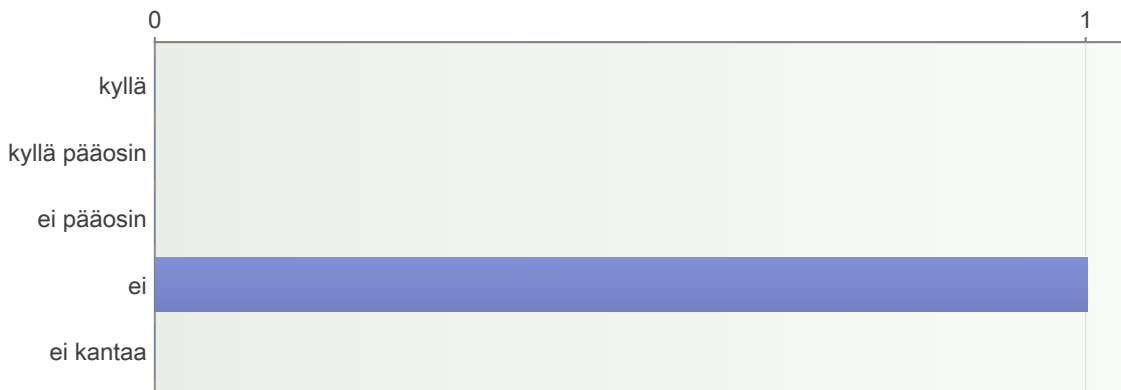 0 1
kyllä
kyllä pääosin
ei pääosin
ei
ei kantaa